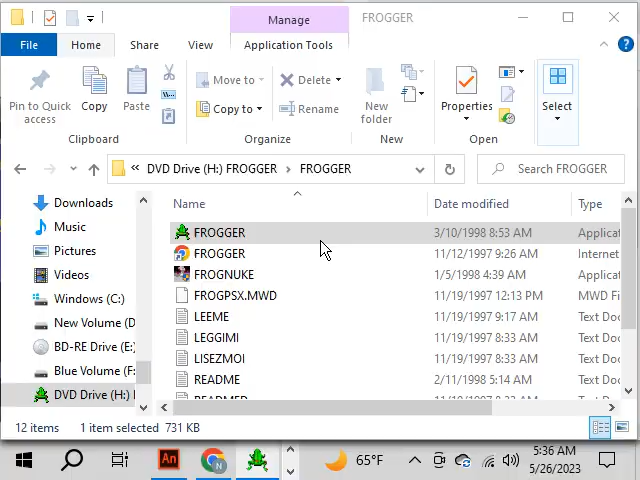 Manage
FROGGER
File
Home
Share
View
Application Tools
Pin to Quick access
Copy
Paste
Move to
Copy to
Delete
Rename
New folder
Properties
Select
Clipboard
Organize
New
Open
« DVD Drive (H:) FROGGER › FROGGER
Search FROGGER
Name
Date modified
Type
Downloads
Music
Pictures
Videos
Windows (C:)
New Volume (D
BD-RE Drive (E:)
Blue Volume (F:
DVD Drive (H:)
FROGGER 3/10/1998 8:53 AM Applicat
FROGGER 11/12/1997 9:26 AM Internet
FROGNUKE 1/5/1998 4:39 AM Applicat
FROGPSX.MWD 11/19/1997 12:13 PM MWD Fi
LEEME 11/19/1997 9:17 AM Text Doc
LEGGIMI 11/19/1997 8:33 AM Text Doc
LISEZMOI 11/19/1997 8:33 AM Text Doc
README 2/11/1998 5:14 AM Text Doc
12 items
1 item selected 731 KB
An
N
65°F
5:36 AM
5/26/2023